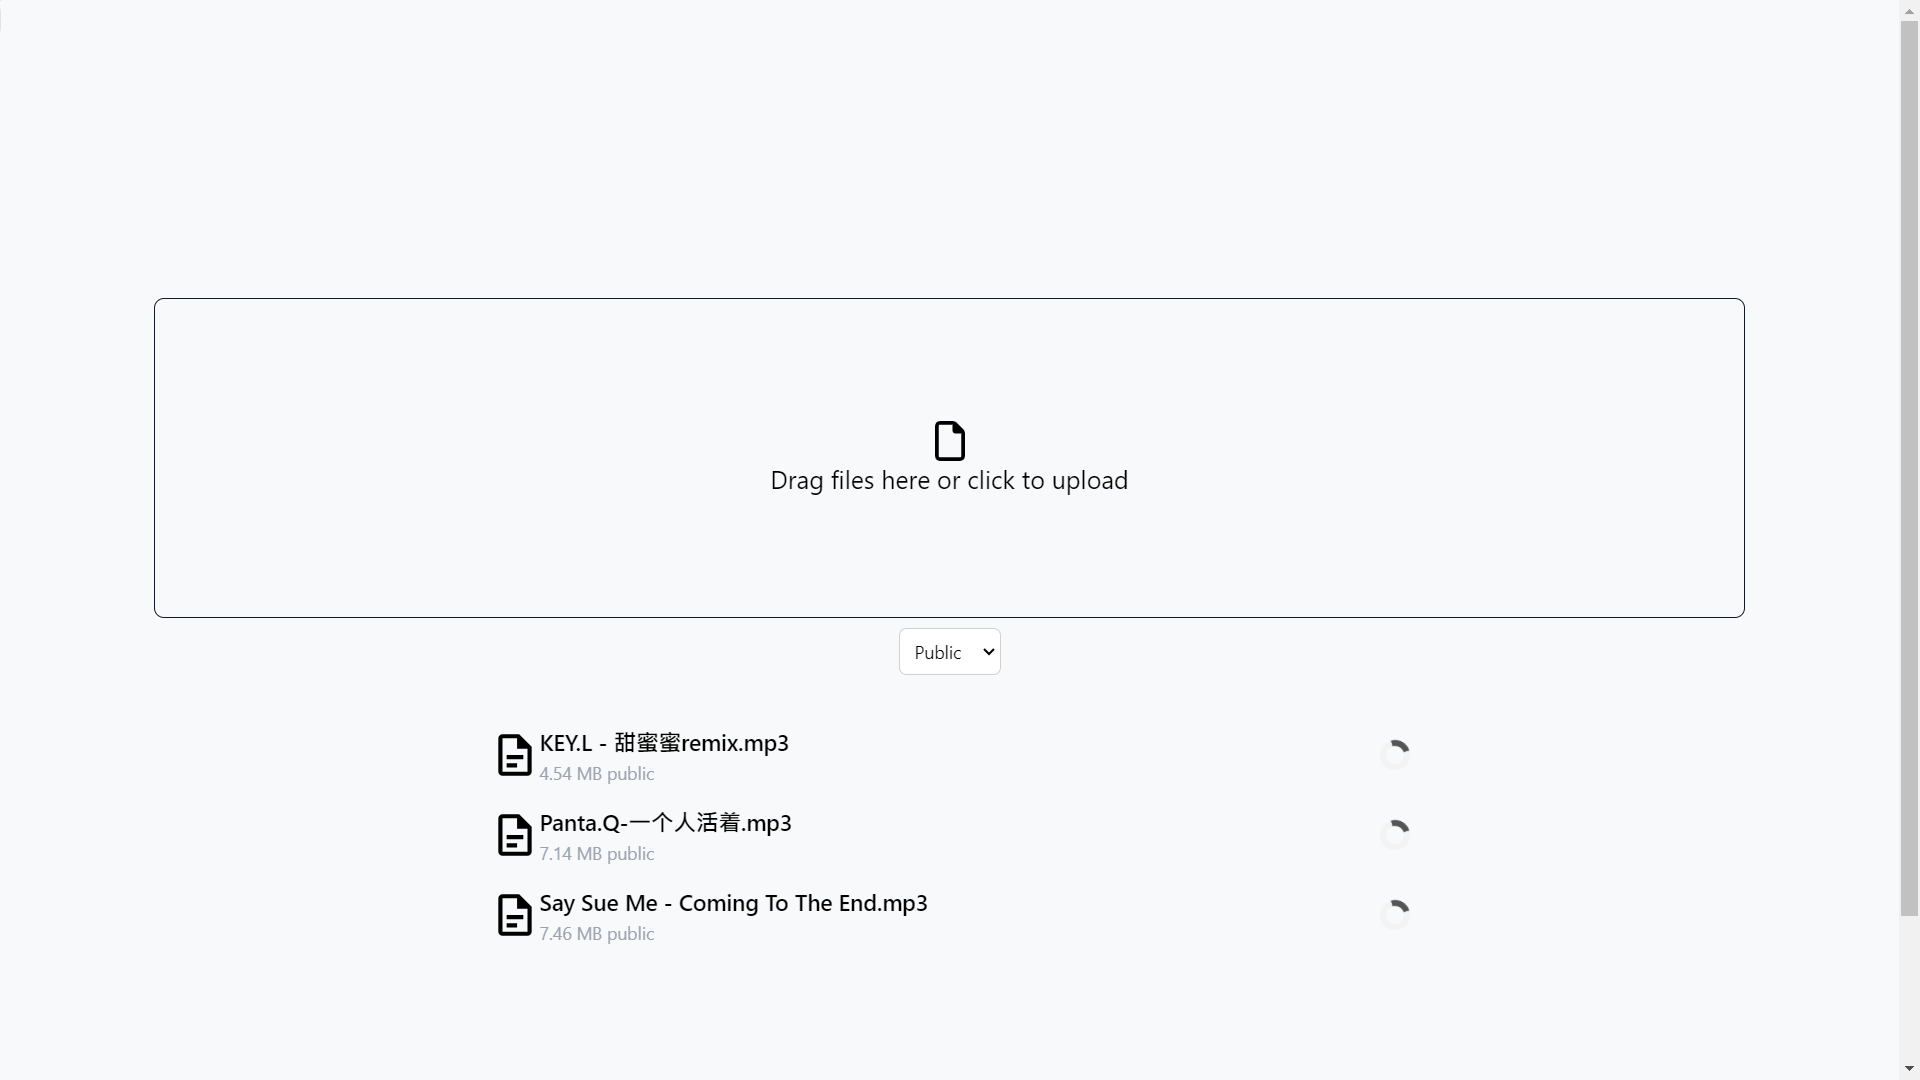 Drag files here or click to upload
Public
KEY.L - 甜蜜蜜remix.mp3
4.54 MB public
Panta.Q-一个人活着.mp3
7.14 MB public
Say Sue Me - Coming To The End.mp3
7.46 MB public